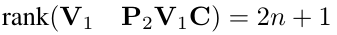 rank(𝐕₁  𝐏₂𝐕₁𝐂) = 2n + 1